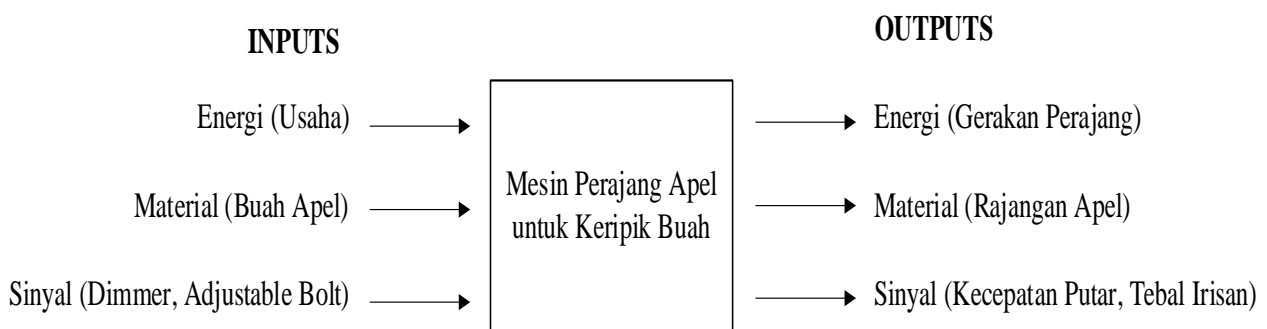 INPUTS
OUTPUTS
Energi (Usaha)
Energi (Gerakan Perajang)
Mesin Perajang Apel
untuk Keripik Buah
Material (Buah Apel)
Material (Rajangan Apel)
Sinyal (Dimmer, Adjustable Bolt)
Sinyal (Kecepatan Putar, Tebal Irisan)